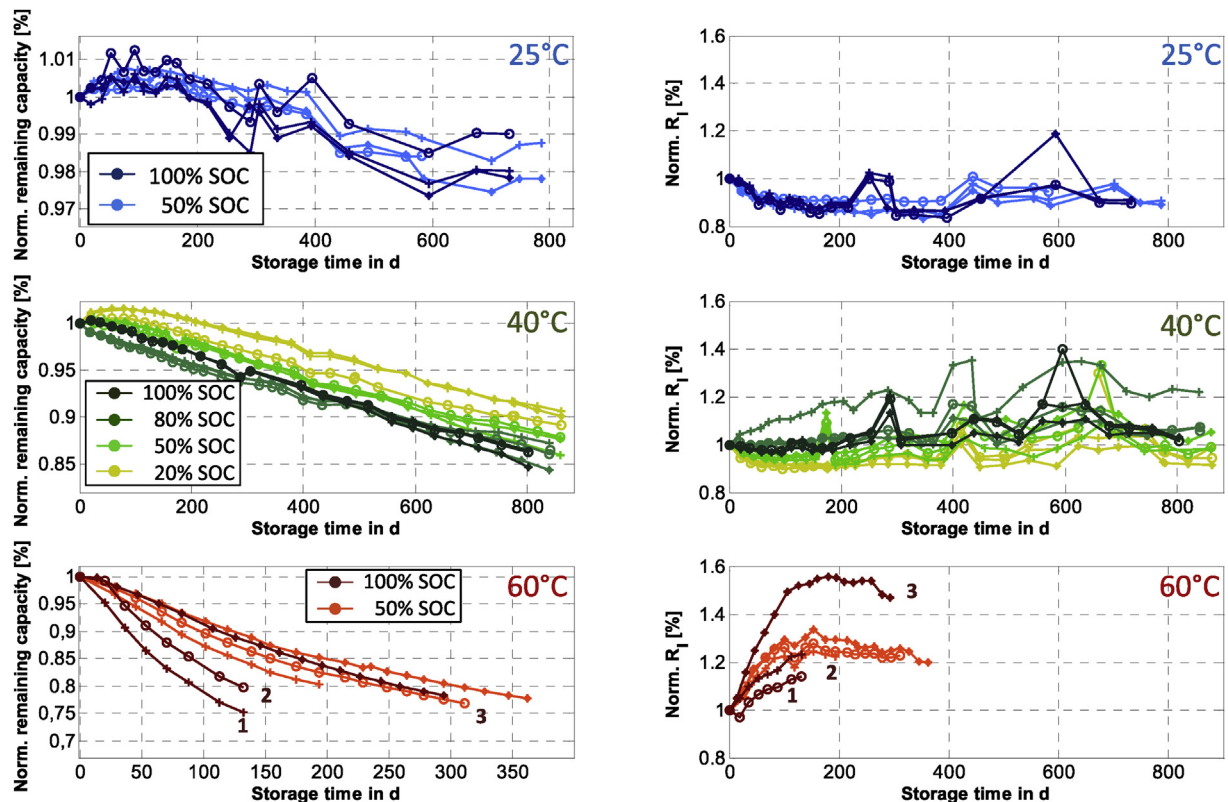 Norm. remaining capacity [%]
1.01
1
0.99
0.98
0.97
25°C
100% SOC
50% SOC
0 200 400 600 800
Storage time in d
Norm. R_I [%]
1.6
1.4
1.2
1
0.8
25°C
0 200 400 600 800
Storage time in d
Norm. remaining capacity [%]
1
0.95
0.9
0.85
40°C
100% SOC
80% SOC
50% SOC
20% SOC
0 200 400 600 800
Storage time in d
Norm. R_I [%]
1.6
1.4
1.2
1
0.8
40°C
0 200 400 600 800
Storage time in d
Norm. remaining capacity [%]
1
0.95
0.9
0.85
0.8
0.75
0.7
60°C
100% SOC
50% SOC
2
1
3
0 50 100 150 200 250 300 350
Storage time in d
Norm. R_I [%]
1.6
1.4
1.2
1
0.8
60°C
3
2
1
0 200 400 600 800
Storage time in d